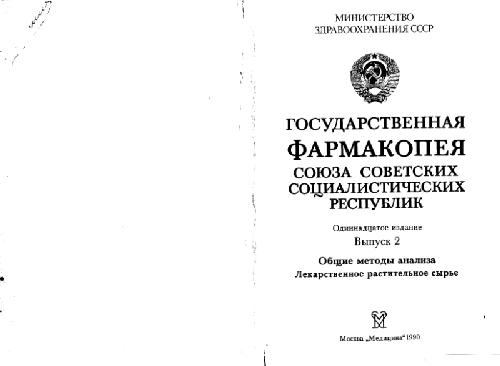 МИНИСТЕРСТВО
ЗДРАВООХРАНЕНИЯ СССР
ГОСУДАРСТВЕННАЯ
ФАРМАКОПЕЯ
СОЮЗА СОВЕТСКИХ
СОЦИАЛИСТИЧЕСКИХ
РЕСПУБЛИК
Одиннадцатое издание
Выпуск 2
Общие методы анализа
Лекарственное растительное сырье
Москва „Медицина" 1990